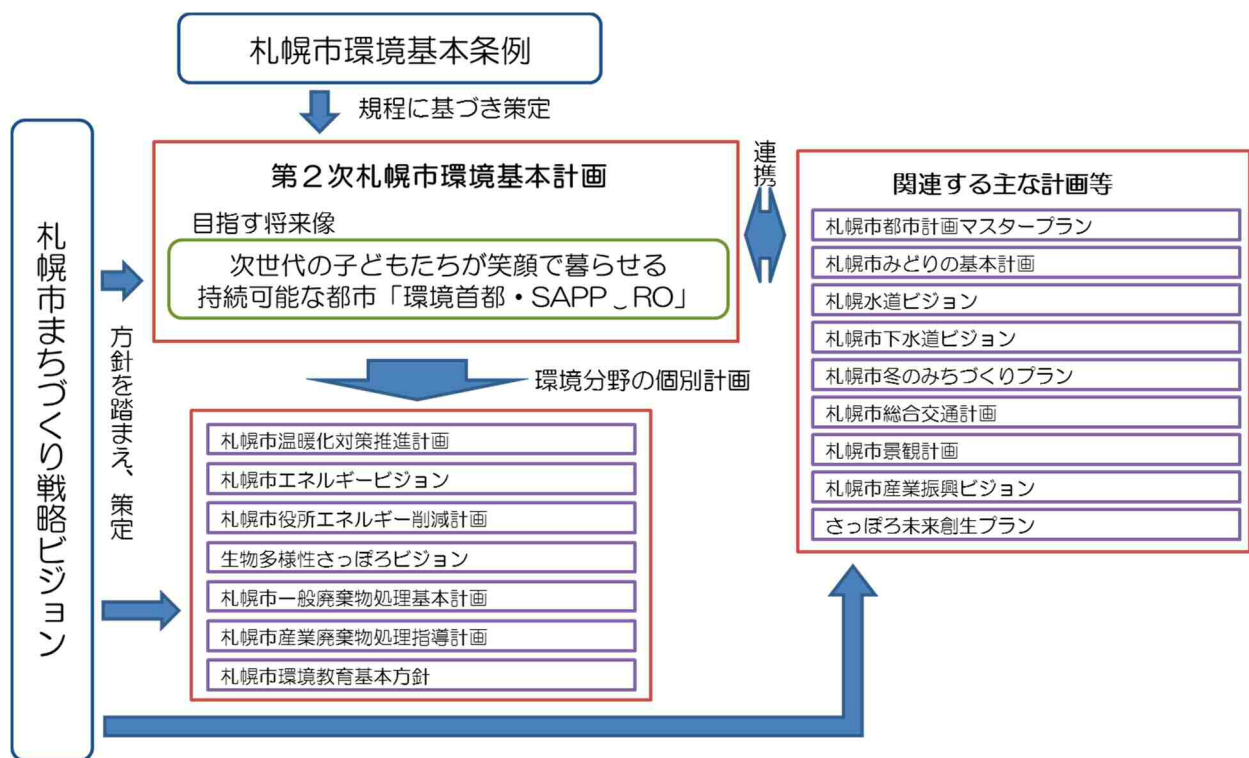 札幌市環境基本条例
規程に基づき策定
札幌市まちづくり戦略ビジョン
方針を踏まえ、策定
第2次札幌市環境基本計画
目指す将来像
次世代の子どもたちが笑顔で暮らせる
持続可能な都市「環境首都・SAPP‿RO」
連携
関連する主な計画等
札幌市都市計画マスタープラン
札幌市みどりの基本計画
札幌水道ビジョン
札幌市下水道ビジョン
札幌市冬のみちづくりプラン
札幌市総合交通計画
札幌市景観計画
札幌市産業振興ビジョン
さっぽろ未来創生プラン
環境分野の個別計画
札幌市温暖化対策推進計画
札幌市エネルギービジョン
札幌市役所エネルギー削減計画
生物多様性さっぽろビジョン
札幌市一般廃棄物処理基本計画
札幌市産業廃棄物処理指導計画
札幌市環境教育基本方針